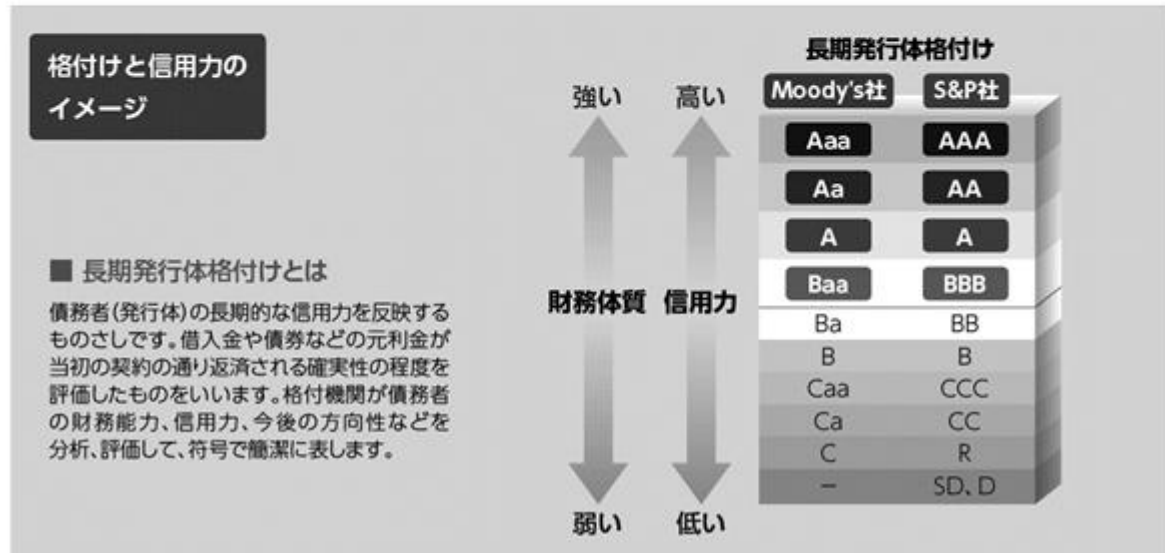 格付けと信用力の
イメージ
■ 長期発行体格付けとは
債務者(発行体)の長期的な信用力を反映する
ものさしです。借入金や債券などの元利金が
当初の契約の通り返済される確実性の程度を
評価したものをいいます。格付機関が債務者
の財務能力、信用力、今後の方向性などを
分析、評価して、符号で簡潔に表します。
長期発行体格付け
強い 高い Moody's社 S&P社
Aaa AAA
Aa AA
A A
Baa BBB
財務体質 信用力
Ba BB
B B
Caa CCC
Ca CC
C R
– SD、D
弱い 低い